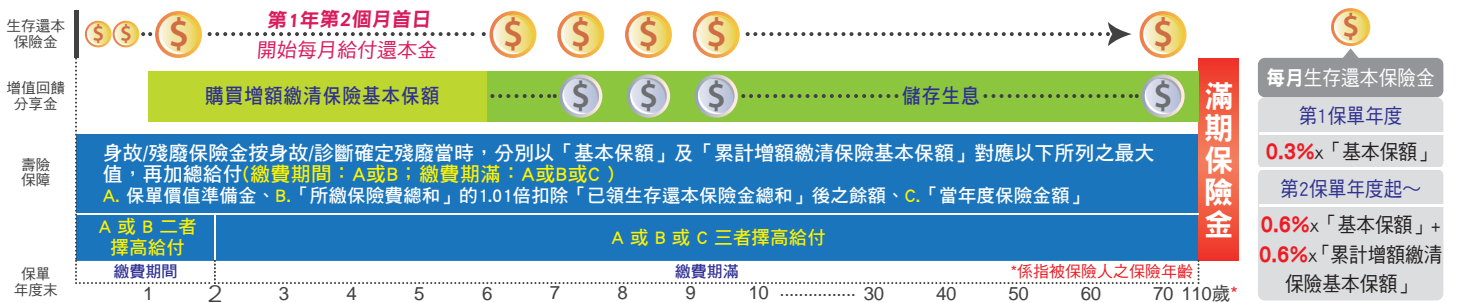 生存還本
保險金
第1年第2個月首日
開始每月給付還本金
$ $ $ $ $ $ $ $
增值回饋
分享金
購買增額繳清保險基本保額
$ $ $
儲存生息
$
壽險
保障
身故/殘廢保險金按身故/診斷確定殘廢當時,分別以「基本保額」及「累計增額繳清保險基本保額」對應以下所列之最大
值,再加總給付(繳費期間:A或B;繳費期滿:A或B或C )
A. 保單價值準備金、B.「所繳保險費總和」的1.01倍扣除「已領生存還本保險金總和」後之餘額、C.「當年度保險金額」
A 或 B 二者
擇高給付
A 或 B 或 C 三者擇高給付
滿期保險金
保單
年度末
繳費期間
繳費期滿
*係指被保險人之保險年齡
1 2 3 4 5 6 7 8 9 10 30 40 50 60 70 110歲*
$
每月生存還本保險金
第1保單年度
0.3%x「基本保額」
第2保單年度起～
0.6%x「基本保額」+
0.6%x「累計增額繳清
保險基本保額」